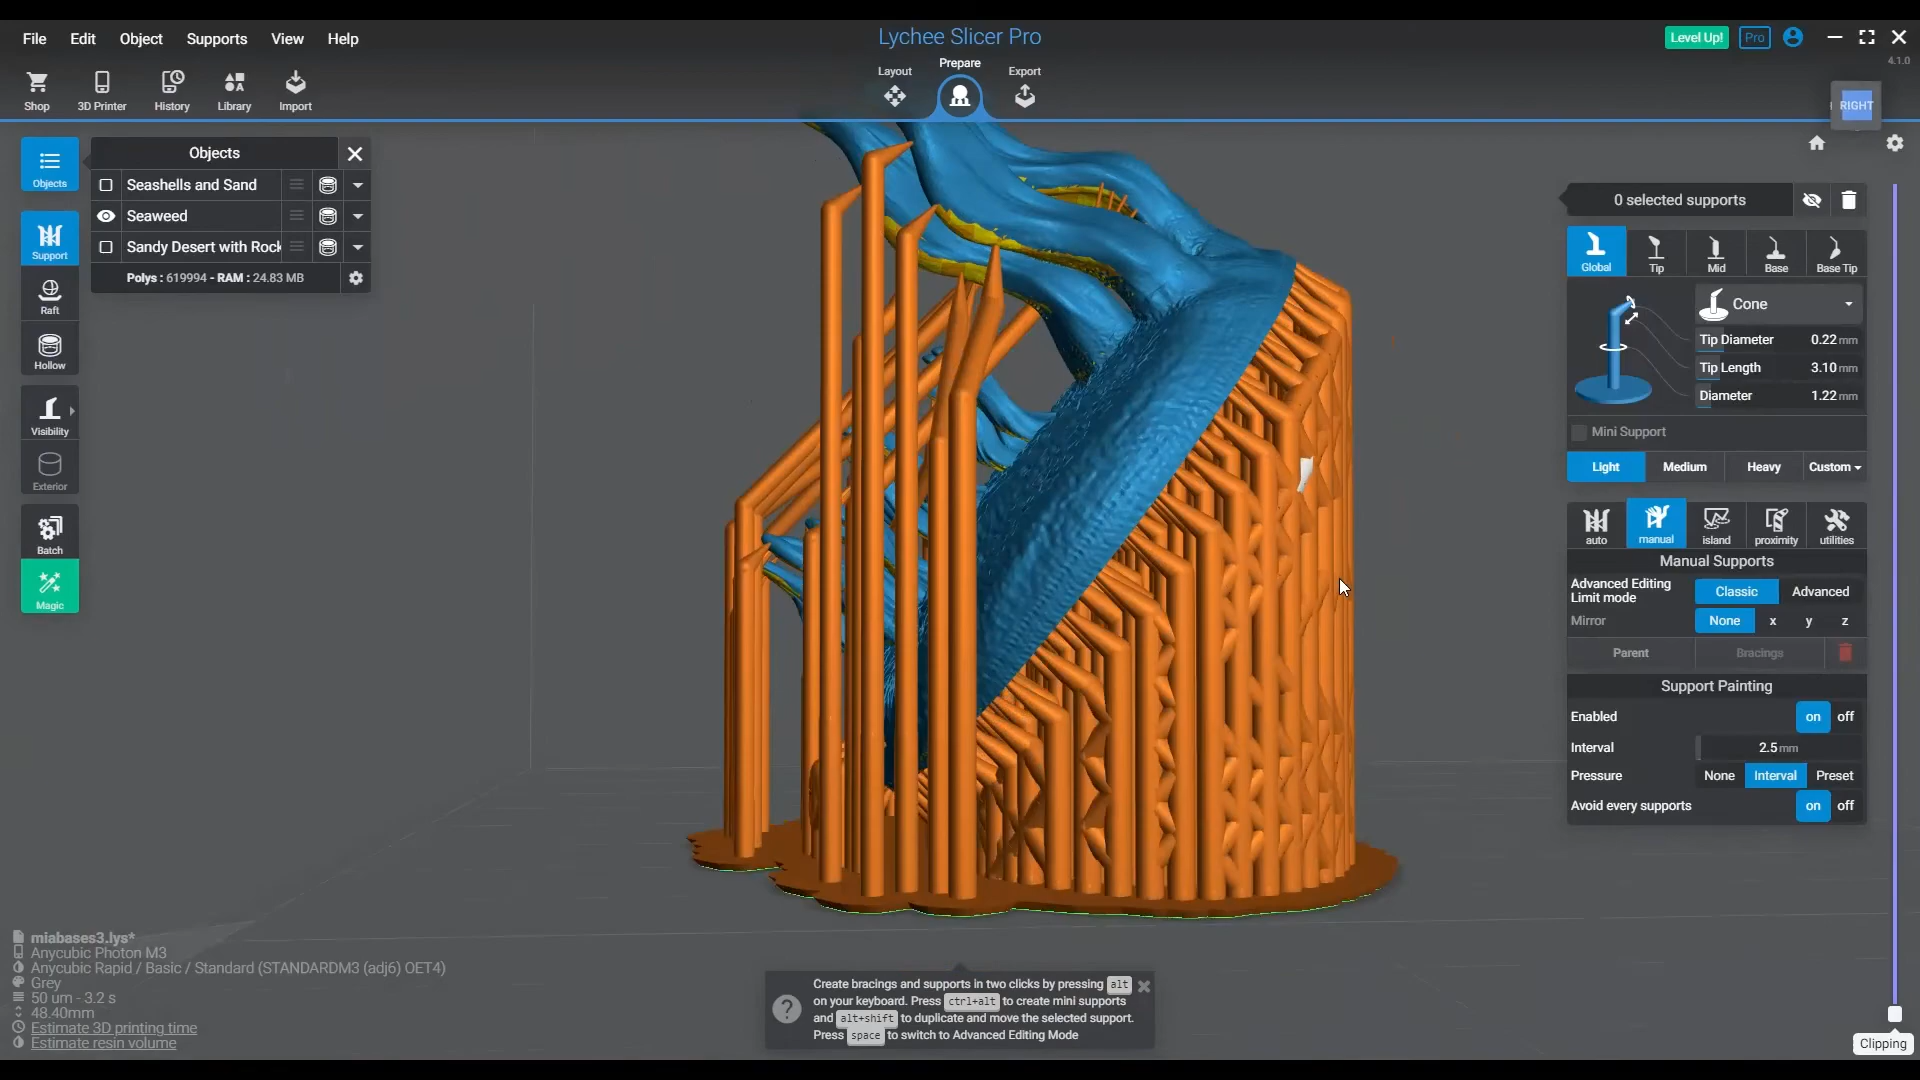 File Edit Object Supports View Help
Lychee Slicer Pro
Level Up! Pro
4.1.0
Shop 3D Printer History Library Import
Layout Prepare Export
RIGHT
Objects
Support
Raft
Hollow
Visibility
Exterior
Batch
Magic
Objects
Seashells and Sand
Seaweed
Sandy Desert with Rock
Polys : 619994 - RAM : 24.83 MB
0 selected supports
Global Tip Mid Base Base Tip
Cone
Tip Diameter 0.22 mm
Tip Length 3.10 mm
Diameter 1.22 mm
Mini Support
Light Medium Heavy Custom
auto manual island proximity utilities
Manual Supports
Advanced Editing
Limit mode
Classic Advanced
Mirror None x y z
Parent Bracings
Support Painting
Enabled on off
Interval 2.5 mm
Pressure None Interval Preset
Avoid every supports on off
miabases3.lys*
Anycubic Photon M3
Anycubic Rapid / Basic / Standard (STANDARDM3 (adj6) OET4)
Grey
50 um - 3.2 s
48.40mm
Estimate 3D printing time
Estimate resin volume
Create bracings and supports in two clicks by pressing alt
on your keyboard. Press ctrl+alt to create mini supports
and alt+shift to duplicate and move the selected support.
Press space to switch to Advanced Editing Mode
Clipping